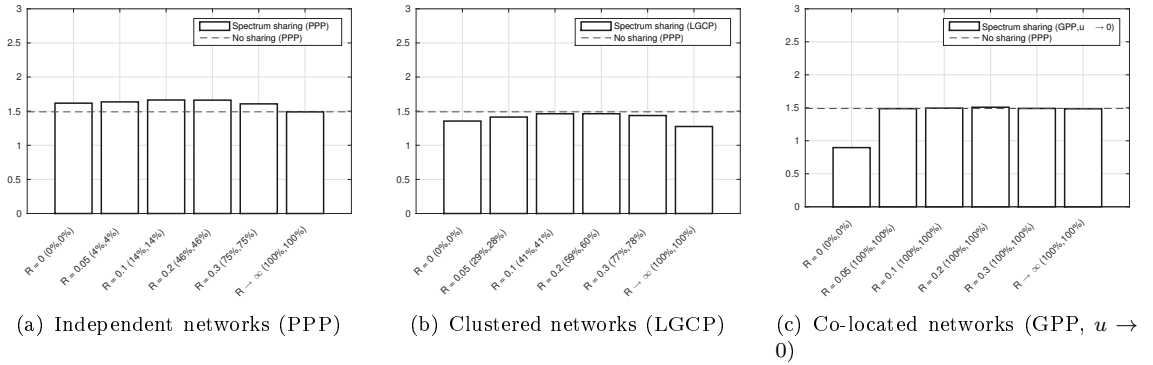 3
2.5
2
1.5
1
0.5
0
Spectrum sharing (PPP)
No sharing (PPP)
R = 0 (0%,0%)
R = 0.05 (4%,4%)
R = 0.1 (14%,14%)
R = 0.2 (46%,46%)
R = 0.3 (75%,75%)
R → ∞ (100%,100%)
(a) Independent networks (PPP)
3
2.5
2
1.5
1
0.5
0
Spectrum sharing (LGCP)
No sharing (PPP)
R = 0 (0%,0%)
R = 0.05 (29%,28%)
R = 0.1 (41%,41%)
R = 0.2 (59%,60%)
R = 0.3 (77%,78%)
R → ∞ (100%,100%)
(b) Clustered networks (LGCP)
3
2.5
2
1.5
1
0.5
0
Spectrum sharing (GPP,u → 0)
No sharing (PPP)
R = 0 (0%,0%)
R = 0.05 (100%,100%)
R = 0.1 (100%,100%)
R = 0.2 (100%,100%)
R = 0.3 (100%,100%)
R → ∞ (100%,100%)
(c) Co-located networks (GPP, u →
0)